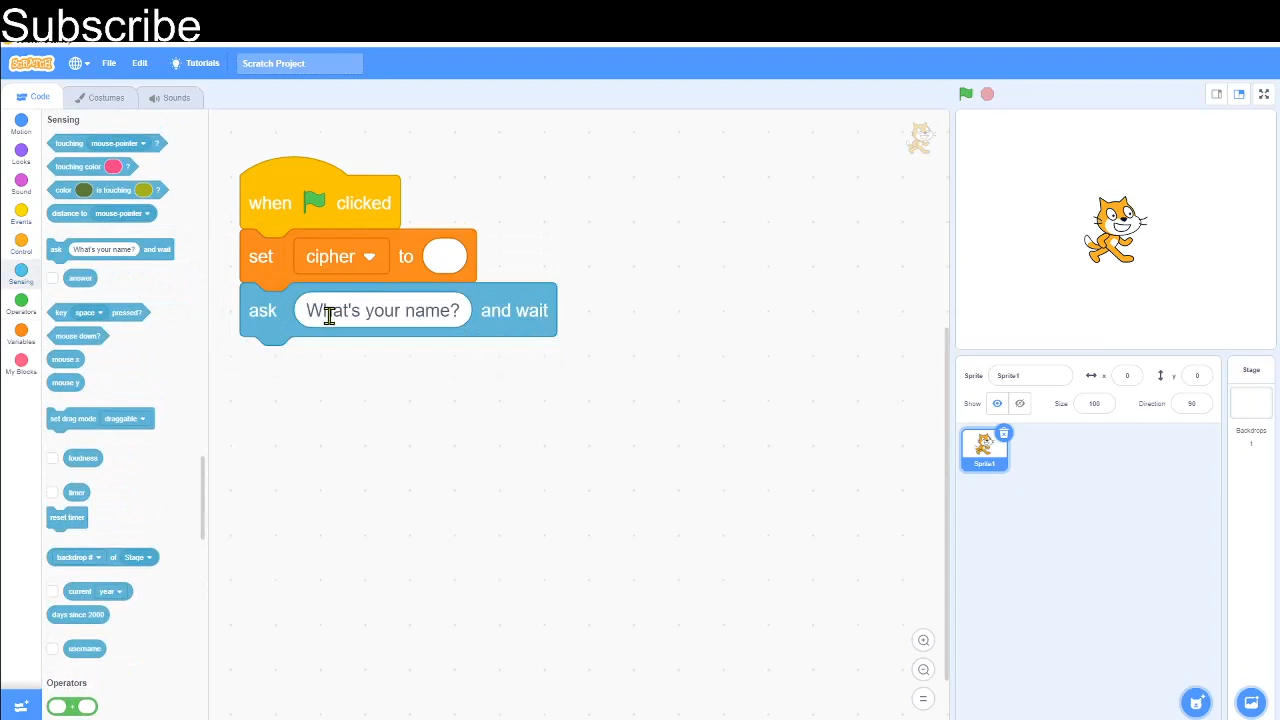 Subscribe
SCRATCH
File
Edit
Tutorials
Scratch Project
Code
Costumes
Sounds
Motion
Looks
Sound
Events
Control
Sensing
Operators
Variables
My Blocks
Sensing
touching mouse-pointer ?
touching color ?
color is touching ?
distance to mouse-pointer
ask What's your name? and wait
answer
key space pressed?
mouse down?
mouse x
mouse y
set drag mode draggable
loudness
timer
reset timer
backdrop # of Stage
current year
days since 2000
username
Operators
+
when clicked
set cipher to
ask What's your name? and wait
Sprite Sprite1 x 0 y 0
Show Size 100 Direction 90
Sprite1
Stage
Backdrops
1